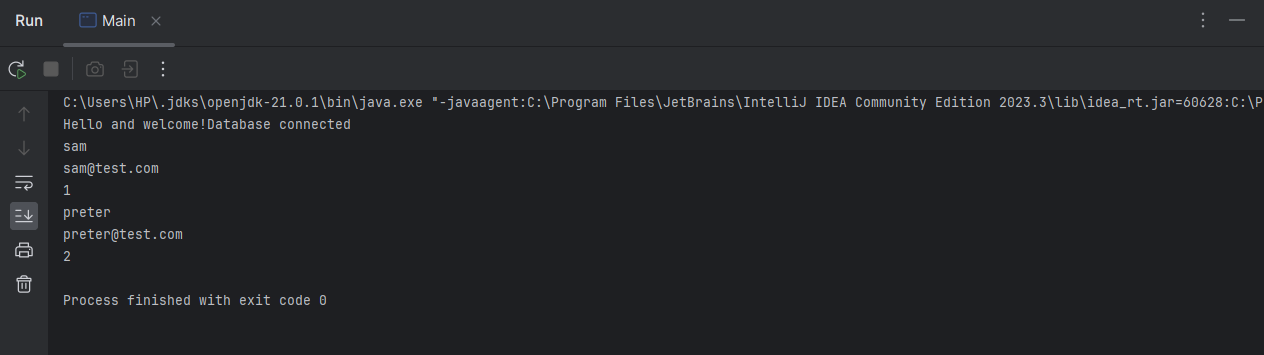 Run Main
C:\Users\HP\.jdks\openjdk-21.0.1\bin\java.exe "-javaagent:C:\Program Files\JetBrains\IntelliJ IDEA Community Edition 2023.3\lib\idea_rt.jar=60628:C:\P
Hello and welcome!Database connected
sam
sam@test.com
1
preter
preter@test.com
2
Process finished with exit code 0